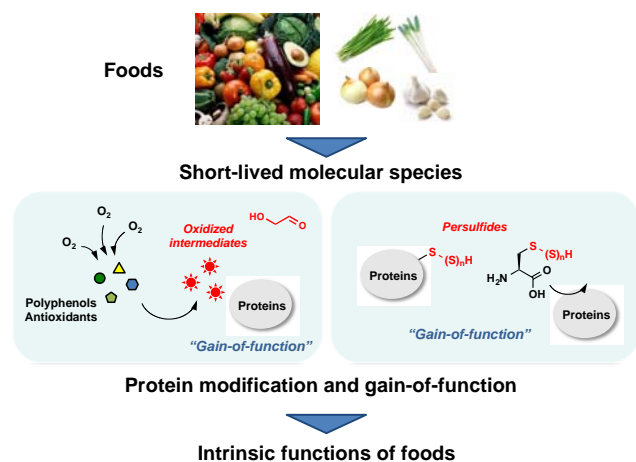 Foods
Short-lived molecular species
O2
O2
O2
Polyphenols
Antioxidants
Oxidized
intermediates
HO
O
Proteins
“Gain-of-function”
Persulfides
Proteins
S
(S)nH
S
(S)nH
H2N
O
OH
Proteins
“Gain-of-function”
Protein modification and gain-of-function
Intrinsic functions of foods